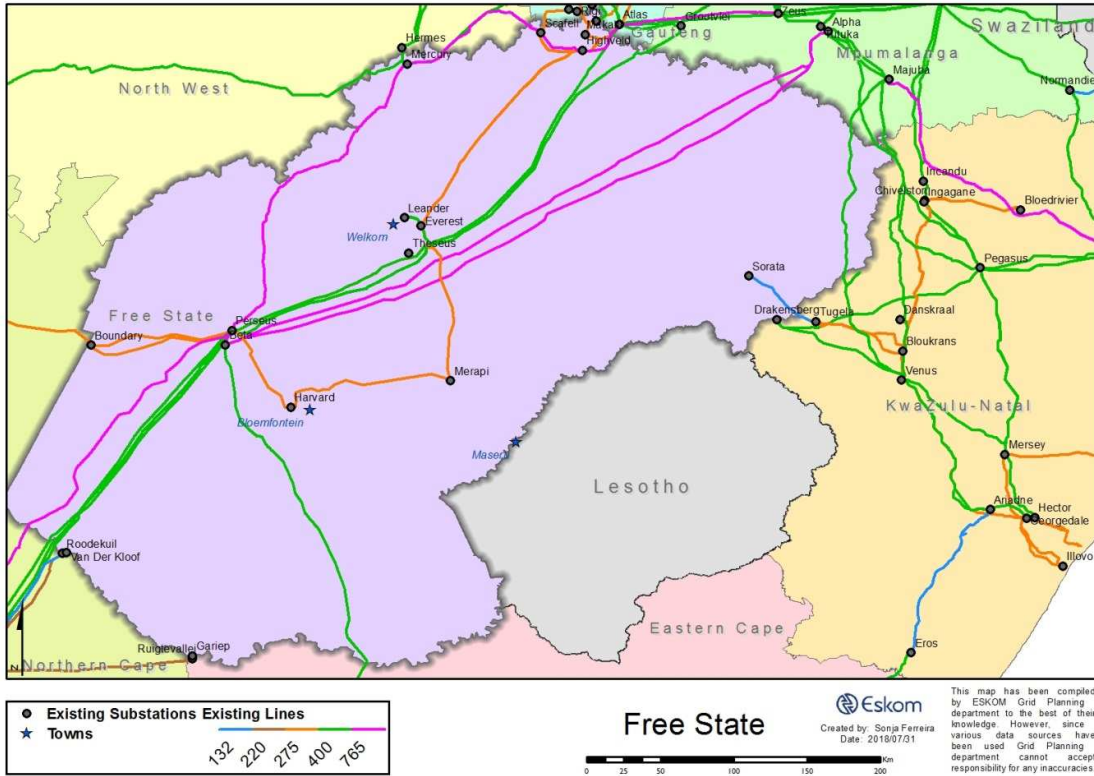 Rigi
Scafell
Makalu
Highveld
Atlas
Grootvlei
Zeus
Alpha
Tutuka
Gauteng
Swaziland
Mpumalanga
Hermes
Mercury
Majuba
Normandie
North West
Incandu
Chivelston
Ingagane
Bloedrivier
Leander
Everest
Welkom
Theseus
Pegasus
Sorata
Free State
Perseus
Boundary
Beta
Drakensberg
Tugela
Danskraal
Bloukrans
Venus
Merapi
Harvard
Bloemfontein
KwaZulu-Natal
Maseru
Mersey
Lesotho
Ariadne
Hector
Georgedale
Illovo
Roodekuil
Van Der Kloof
Eastern Cape
Eros
Ruigtevallei
Gariep
Northern Cape
N
Existing Substations
Existing Lines
Towns
132 220 275 400 765
Free State
Eskom
Created by: Sonja Ferreira
Date: 2018/07/31
Km
0 25 50 100 150 200
This map has been compiled
by ESKOM Grid Planning
department to the best of their
knowledge. However, since
various data sources have
been used Grid Planning
department cannot accept
responsibility for any inaccuracies